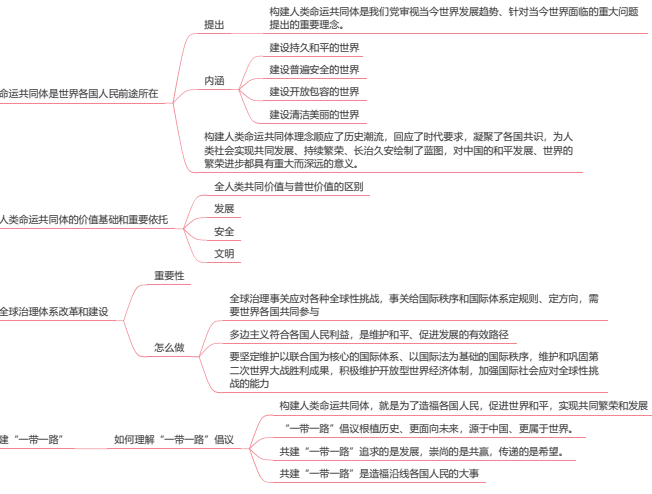 构建人类命运共同体是我们党审视当今世界发展趋势、针对当今世界面临的重大问题
提出的重要理念。
提出
建设持久和平的世界
建设普遍安全的世界
内涵
命运共同体是世界各国人民前途所在
建设开放包容的世界
建设清洁美丽的世界
构建人类命运共同体理念顺应了历史潮流，回应了时代要求，凝聚了各国共识，为人
类社会实现共同发展、持续繁荣、长治久安绘制了蓝图，对中国的和平发展、世界的
繁荣进步都具有重大而深远的意义。
全人类共同价值与普世价值的区别
发展
人类命运共同体的价值基础和重要依托
安全
文明
重要性
全球治理体系改革和建设
全球治理事关应对各种全球性挑战，事关给国际秩序和国际体系定规则、定方向，需
要世界各国共同参与
多边主义符合各国人民利益，是维护和平、促进发展的有效路径
怎么做
要坚定维护以联合国为核心的国际体系、以国际法为基础的国际秩序，维护和巩固第
二次世界大战胜利成果，积极维护开放型世界经济体制，加强国际社会应对全球性挑
战的能力
构建人类命运共同体，就是为了造福各国人民，促进世界和平，实现共同繁荣和发展
“一带一路”倡议根植历史、更面向未来，源于中国、更属于世界。
建“一带一路”
如何理解“一带一路”倡议
共建“一带一路”追求的是发展，崇尚的是共赢，传递的是希望。
共建“一带一路”是造福沿线各国人民的大事